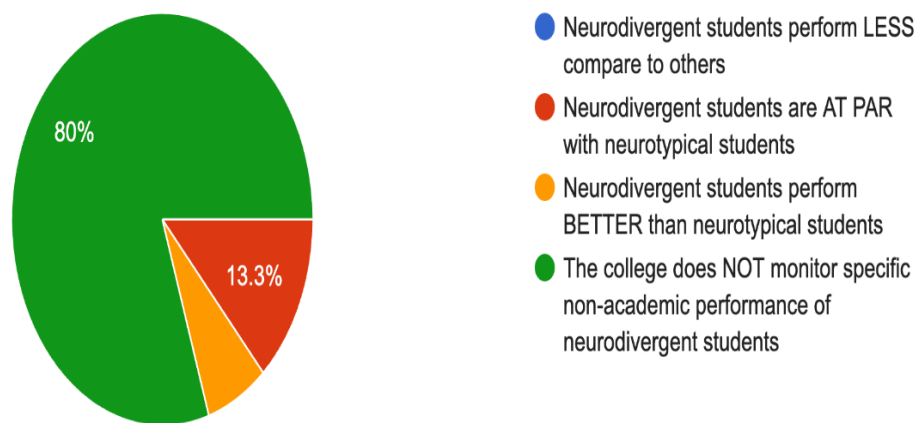 80%
13.3%
Neurodivergent students perform LESS
compare to others
Neurodivergent students are AT PAR
with neurotypical students
Neurodivergent students perform
BETTER than neurotypical students
The college does NOT monitor specific
non-academic performance of
neurodivergent students